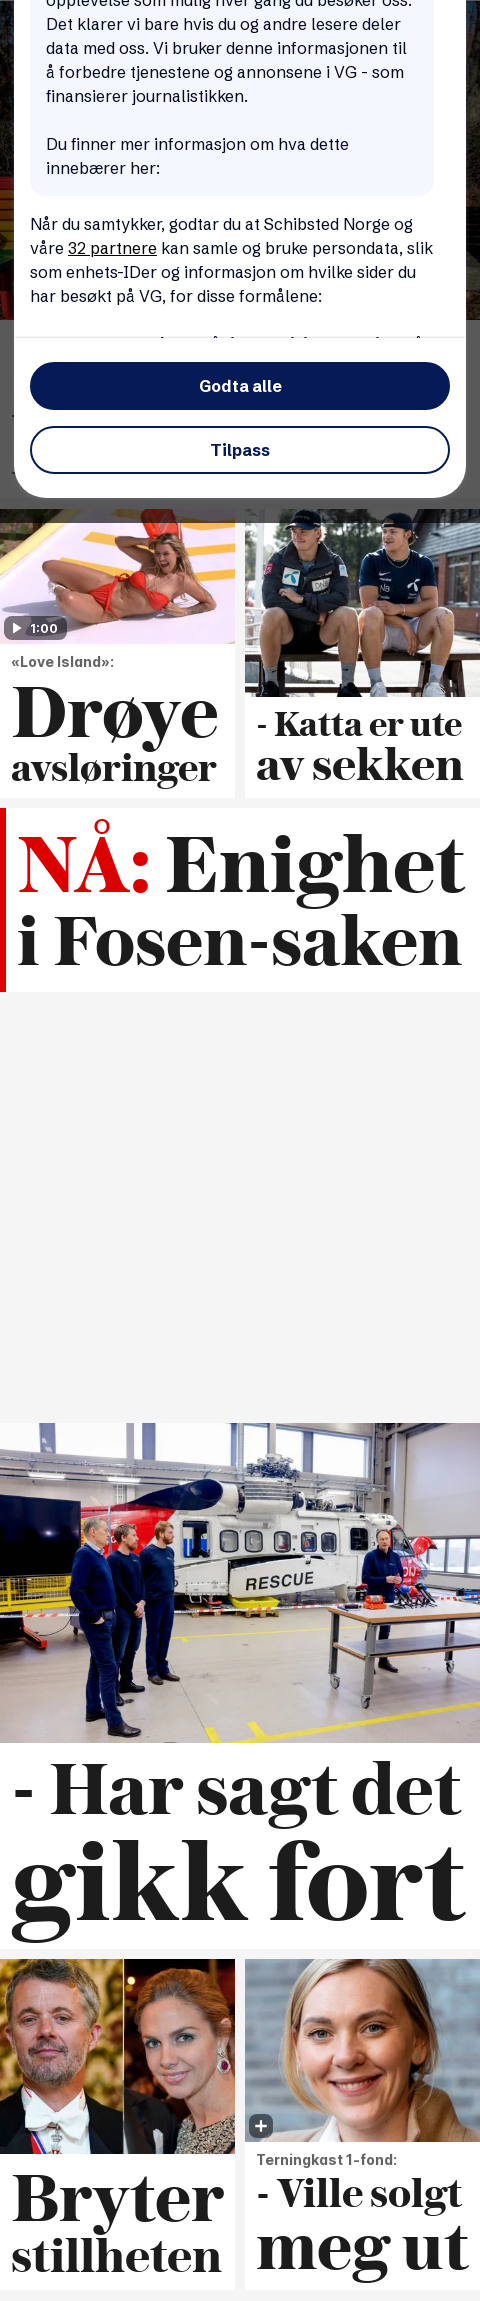 opplevelse som mulig hver gang du besøker oss.
Det klarer vi bare hvis du og andre lesere deler
data med oss. Vi bruker denne informasjonen til
å forbedre tjenestene og annonsene i VG - som
finansierer journalistikken.
Du finner mer informasjon om hva dette
innebærer her:
Når du samtykker, godtar du at Schibsted Norge og
våre 32 partnere kan samle og bruke persondata, slik
som enhets-IDer og informasjon om hvilke sider du
har besøkt på VG, for disse formålene:
Godta alle
Tilpass
1:00
«Love Island»:
Drøye
avsløringer
- Katta er ute
av sekken
NÅ: Enighet
i Fosen-saken
RESCUE
- Har sagt det
gikk fort
Bryter
stillheten
Terningkast 1-fond:
- Ville solgt
meg ut